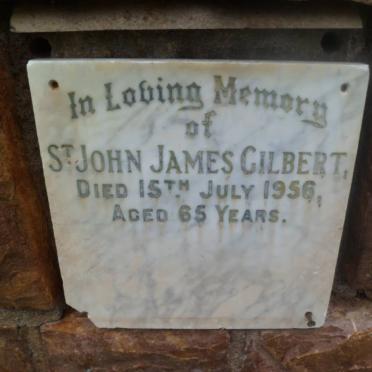 In Loving Memory
of
ST. JOHN JAMES GILBERT,
DIED 15TH JULY 1956,
AGED 65 YEARS.